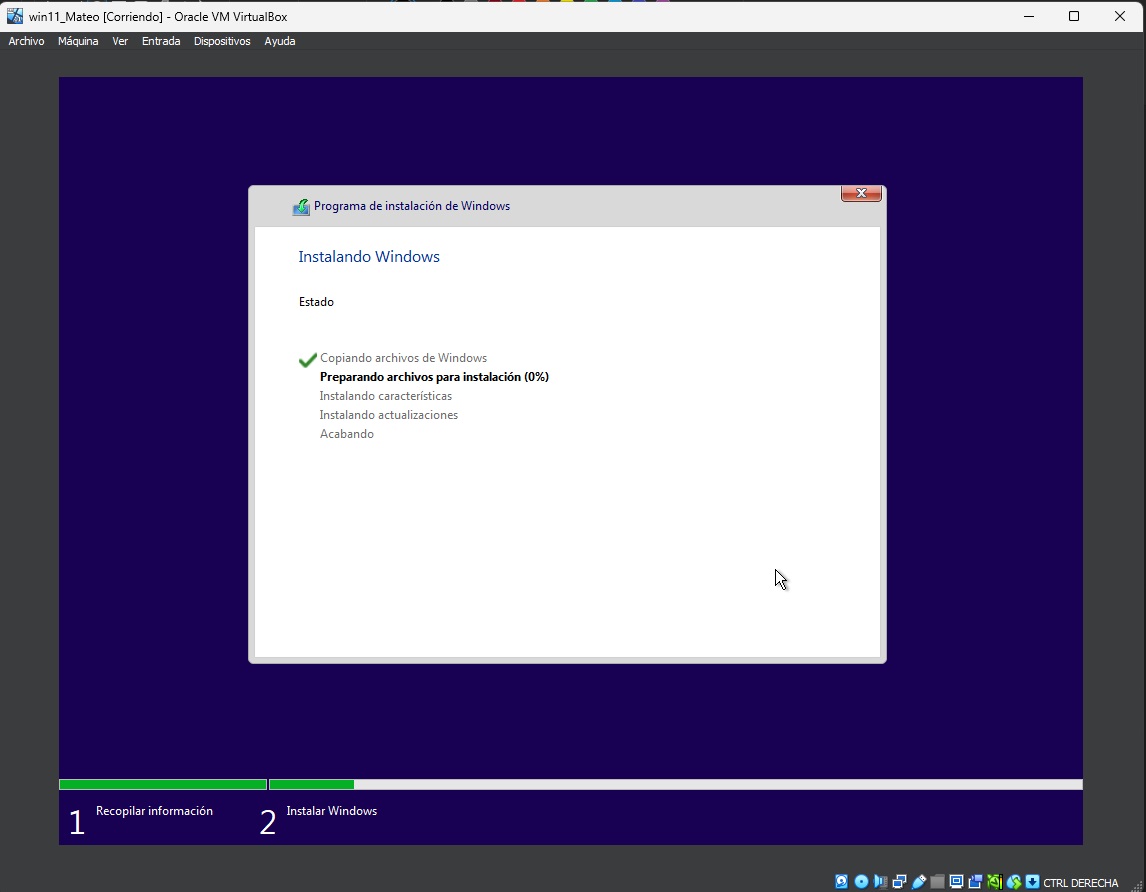 win11_Mateo [Corriendo] - Oracle VM VirtualBox
Archivo Máquina Ver Entrada Dispositivos Ayuda
Programa de instalación de Windows
Instalando Windows
Estado
Copiando archivos de Windows
Preparando archivos para instalación (0%)
Instalando características
Instalando actualizaciones
Acabando
1 Recopilar información 2 Instalar Windows
CTRL DERECHA